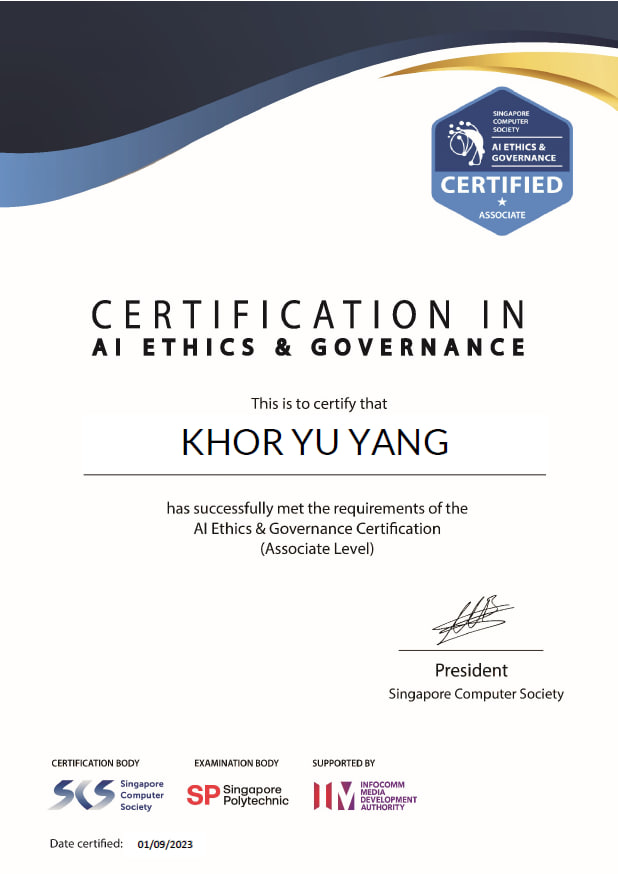 SINGAPORE
COMPUTER
SOCIETY
AI ETHICS &
GOVERNANCE
CERTIFIED
ASSOCIATE
CERTIFICATION IN
AI ETHICS & GOVERNANCE
This is to certify that
KHOR YU YANG
has successfully met the requirements of the
AI Ethics & Governance Certification
(Associate Level)
President
Singapore Computer Society
CERTIFICATION BODY
SCS Singapore
Computer
Society
EXAMINATION BODY
SP Singapore
Polytechnic
SUPPORTED BY
INFOCOMM
MEDIA
DEVELOPMENT
AUTHORITY
Date certified: 01/09/2023